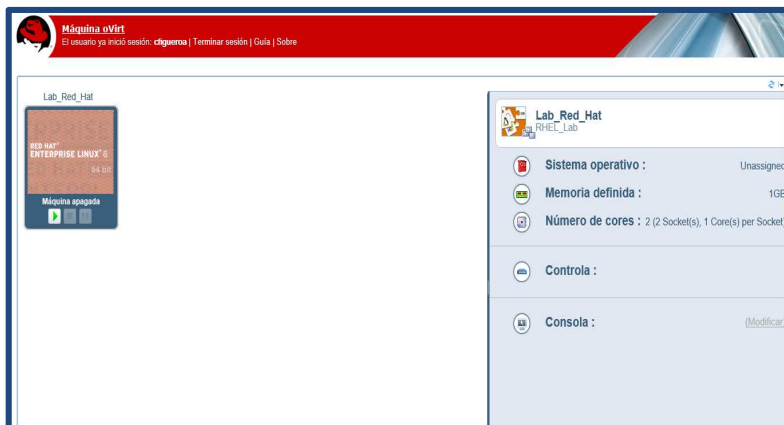 Máquina oVirt
El usuario ya inició sesión: cfigueroa | Terminar sesión | Guía | Sobre
Lab_Red_Hat
RED HAT
ENTERPRISE LINUX 6
64 bit
Máquina apagada
Lab_Red_Hat
RHEL_Lab
Sistema operativo : Unassigned
Memoria definida : 1GB
Número de cores : 2 (2 Socket(s), 1 Core(s) per Socket)
Controla :
Consola : (Modificar